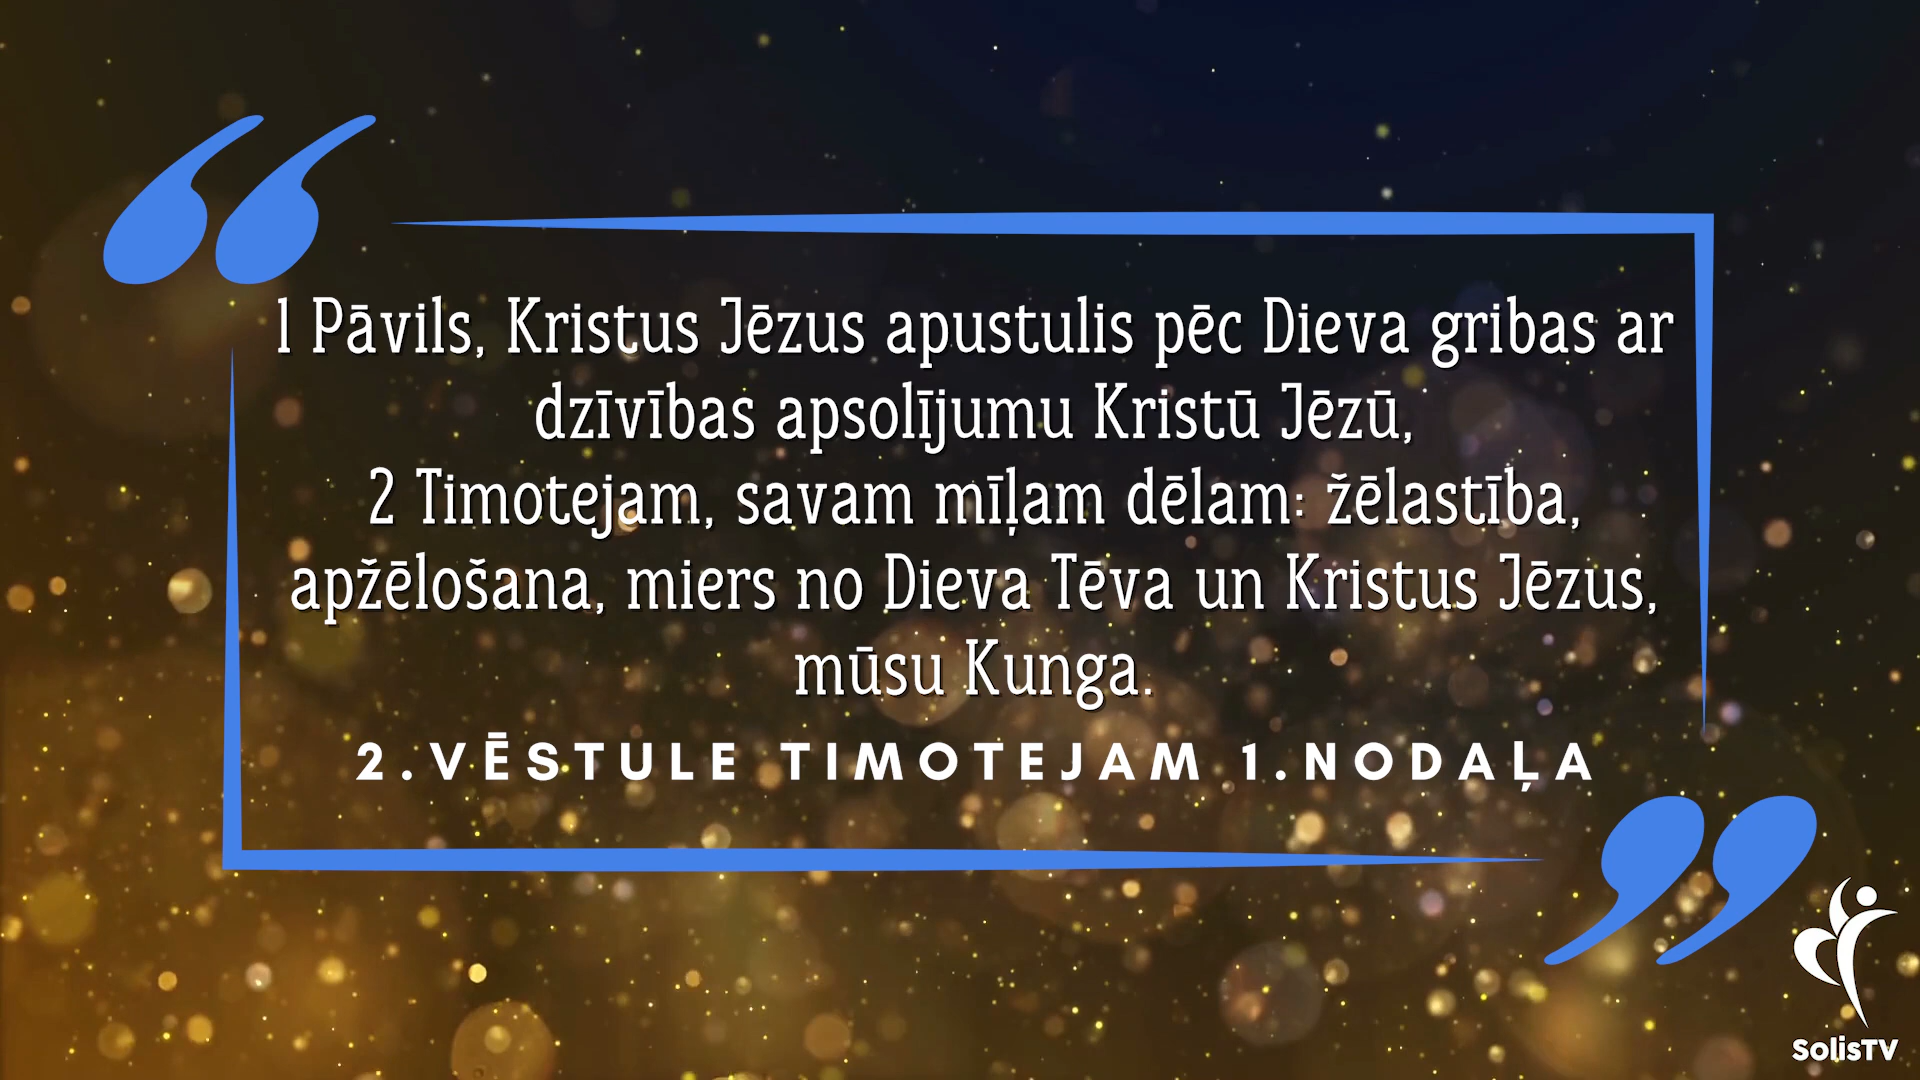 1 Pāvils, Kristus Jēzus apustulis pēc Dieva gribas ar
dzīvības apsolījumu Kristū Jēzū,
2 Timotejam, savam mīļam dēlam: žēlastība,
apžēlošana, miers no Dieva Tēva un Kristus Jēzus,
mūsu Kunga.
2.VĒSTULE TIMOTEJAM 1.NODAĻA
SolisTV